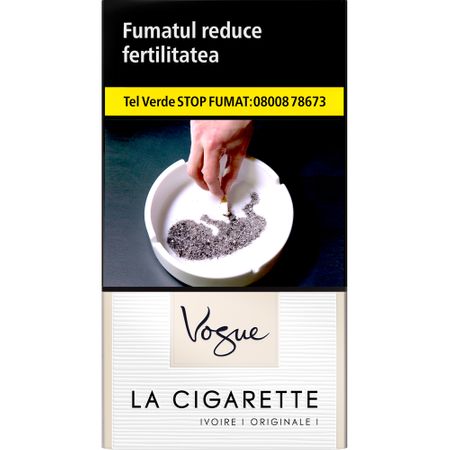 Fumatul reduce
fertilitatea
Tel Verde STOP FUMAT: 08008 78673
Vogue
LA CIGARETTE
IVOIRE | ORIGINALE |